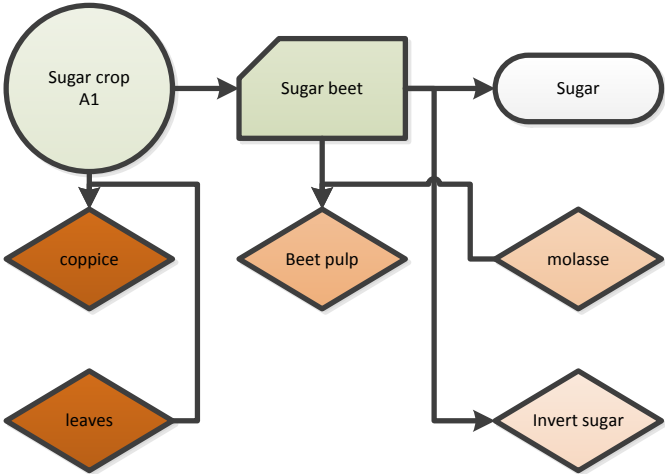 Sugar crop
A1
Sugar beet
Sugar
coppice
Beet pulp
molasse
leaves
Invert sugar